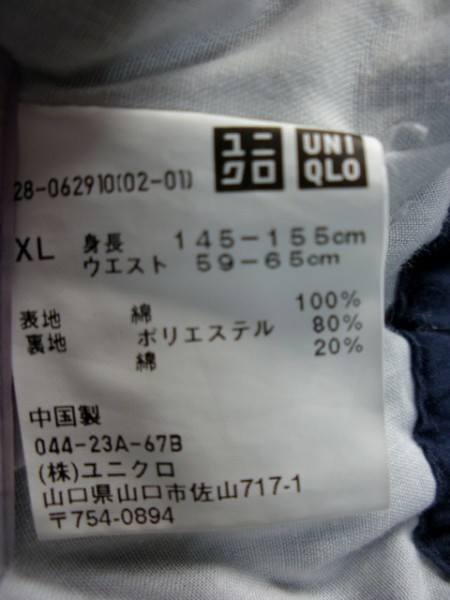 ユニクロ UNIQLO
28-062910(02-01)
XL 身長 145-155cm
ウエスト 59-65cm
表地 綿 100%
裏地 ポリエステル 80%
綿 20%
中国製
044-23A-67B
(株)ユニクロ
山口県山口市佐山717-1
〒754-0894